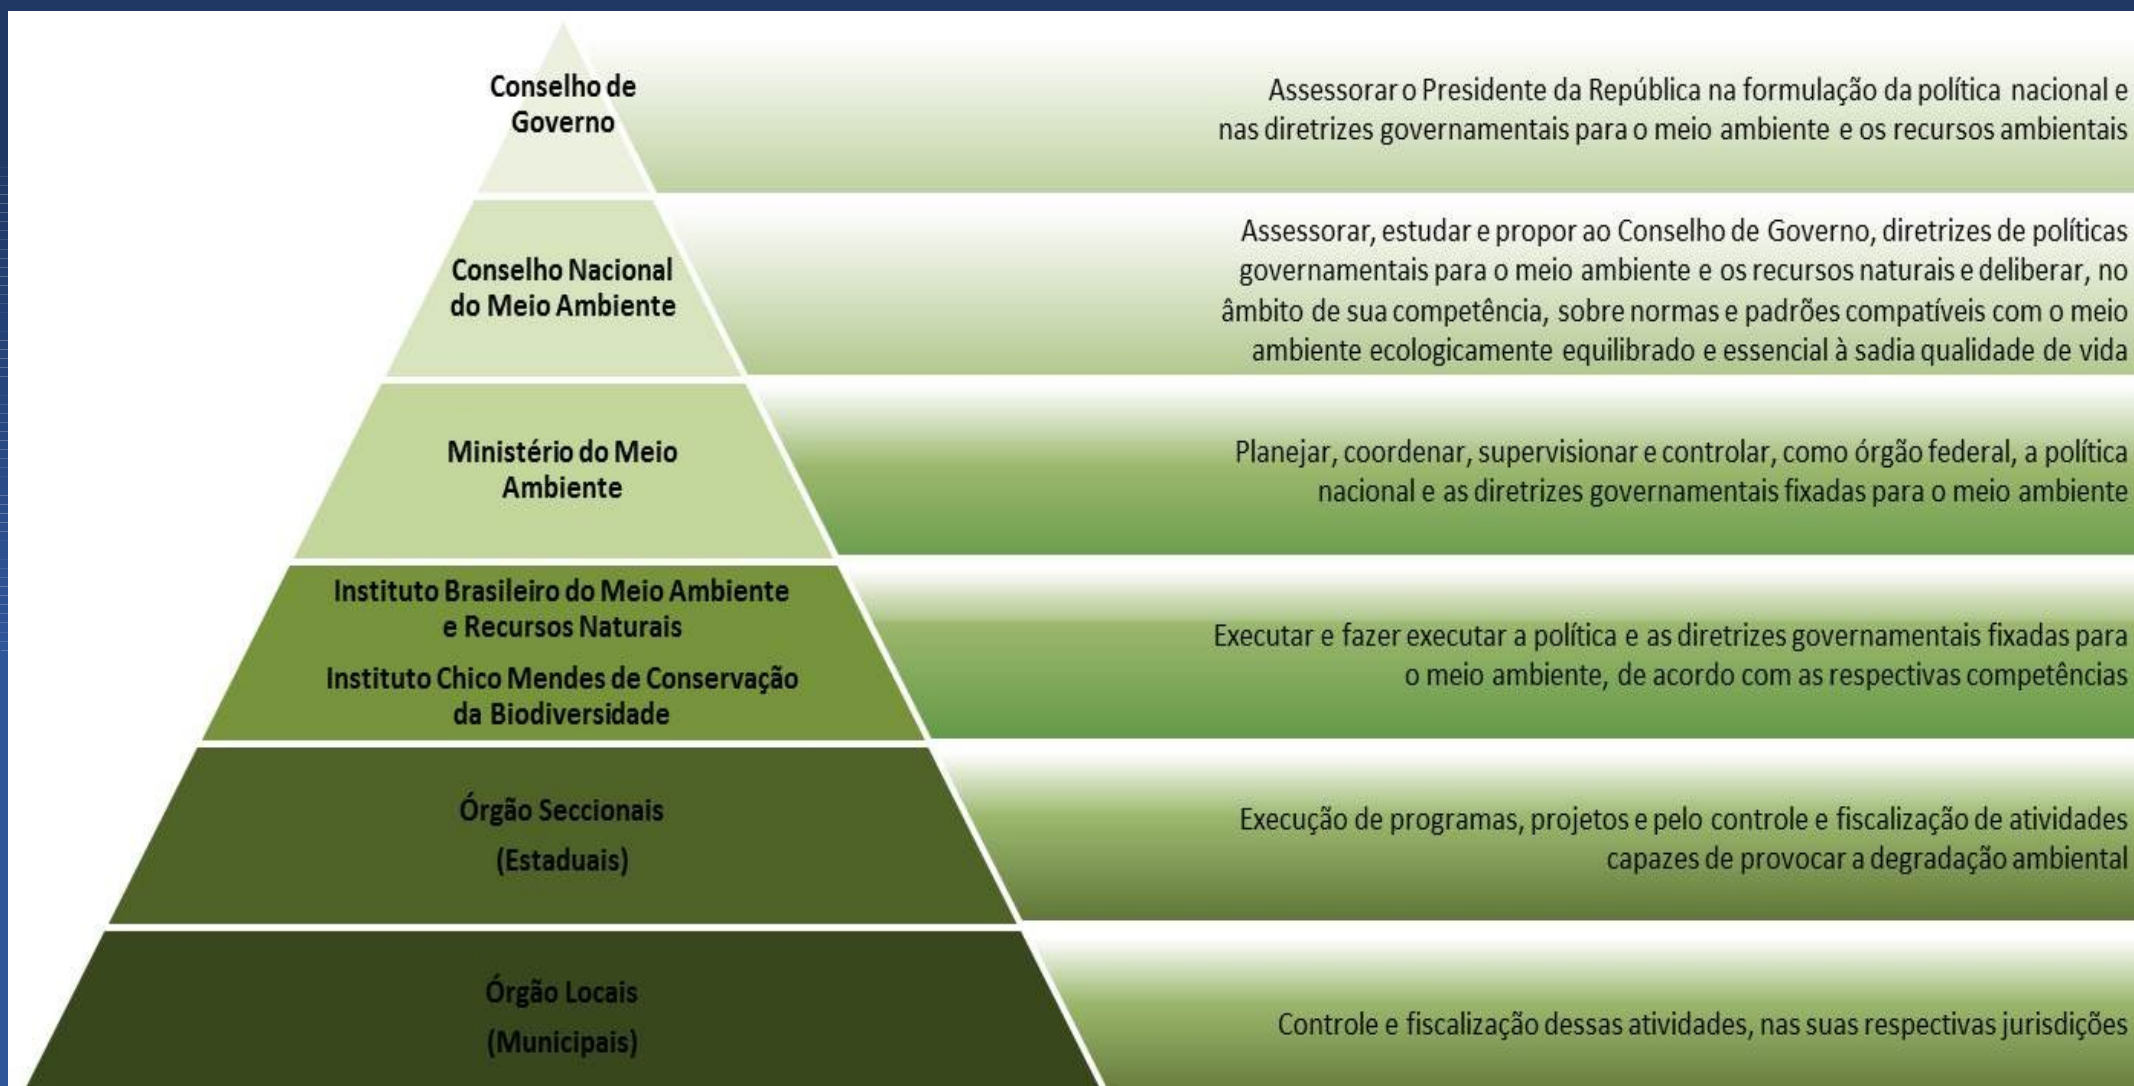 Conselho de
Governo
Assessorar o Presidente da República na formulação da política nacional e
nas diretrizes governamentais para o meio ambiente e os recursos ambientais
Conselho Nacional
do Meio Ambiente
Assessorar, estudar e propor ao Conselho de Governo, diretrizes de políticas
governamentais para o meio ambiente e os recursos naturais e deliberar, no
âmbito de sua competência, sobre normas e padrões compatíveis com o meio
ambiente ecologicamente equilibrado e essencial à sadia qualidade de vida
Ministério do Meio
Ambiente
Planejar, coordenar, supervisionar e controlar, como órgão federal, a política
nacional e as diretrizes governamentais fixadas para o meio ambiente
Instituto Brasileiro do Meio Ambiente
e Recursos Naturais
Instituto Chico Mendes de Conservação
da Biodiversidade
Executar e fazer executar a política e as diretrizes governamentais fixadas para
o meio ambiente, de acordo com as respectivas competências
Órgão Seccionais
(Estaduais)
Execução de programas, projetos e pelo controle e fiscalização de atividades
capazes de provocar a degradação ambiental
Órgão Locais
(Municipais)
Controle e fiscalização dessas atividades, nas suas respectivas jurisdições